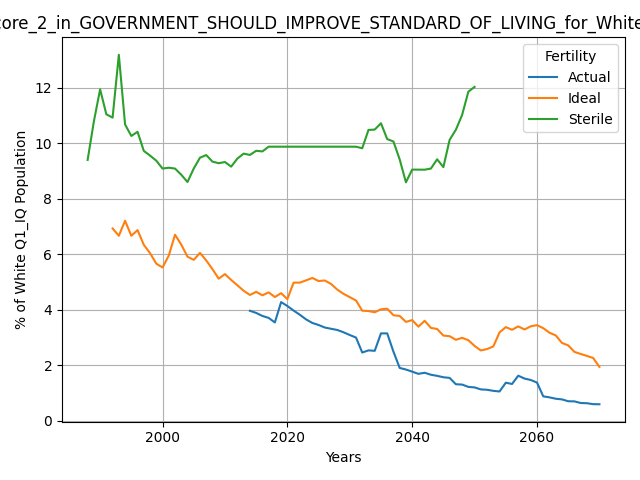 core_2_in_GOVERNMENT_SHOULD_IMPROVE_STANDARD_OF_LIVING_for_White
Fertility
Actual
Ideal
Sterile
% of White Q1_IQ Population
12
10
8
6
4
2
0
2000 2020 2040 2060
Years